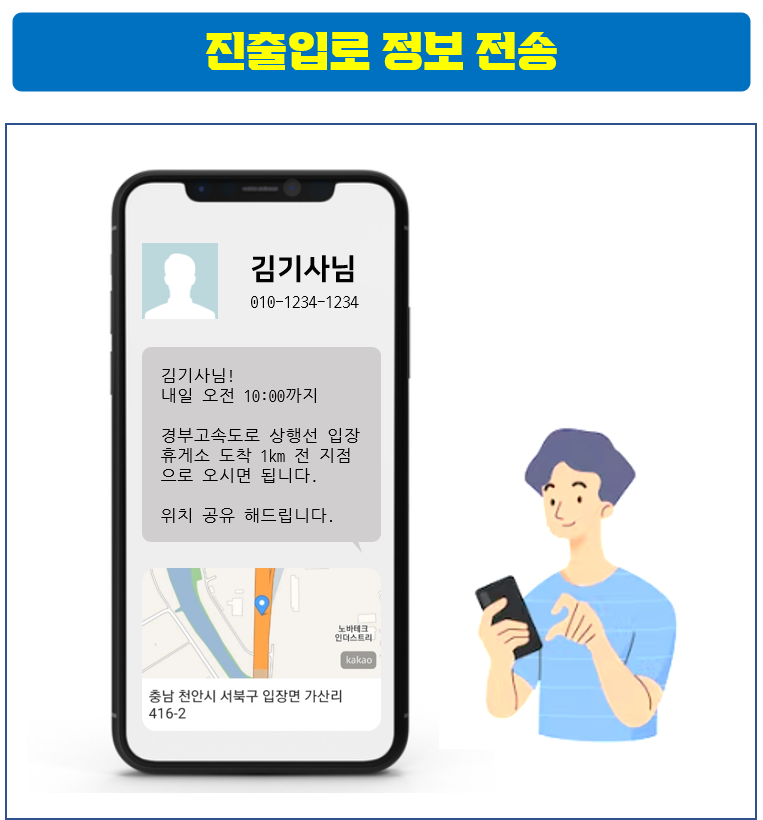 진출입로 정보 전송
김기사님
010-1234-1234
김기사님!
내일 오전 10:00까지
경부고속도로 상행선 입장
휴게소 도착 1km 전 지점
으로 오시면 됩니다.
위치 공유 해드립니다.
노바테크
인더스트리
kakao
충남 천안시 서북구 입장면 가산리
416-2